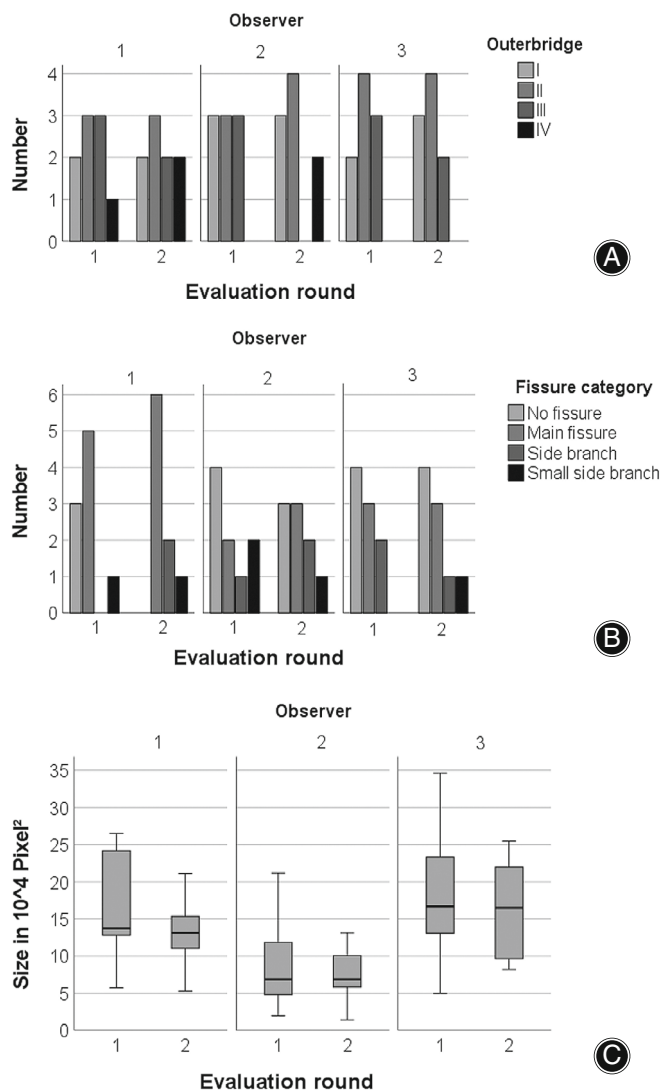 Observer
1 2 3
Outerbridge
I
II
III
IV
4
3
2
1
0
Number
1 2 1 2 1 2
Evaluation round
A
Observer
1 2 3
Fissure category
No fissure
Main fissure
Side branch
Small side branch
6
5
4
3
2
1
0
Number
1 2 1 2 1 2
Evaluation round
B
Observer
1 2 3
35
30
25
20
15
10
5
0
Size in 10^4 Pixel²
1 2 1 2 1 2
Evaluation round
C